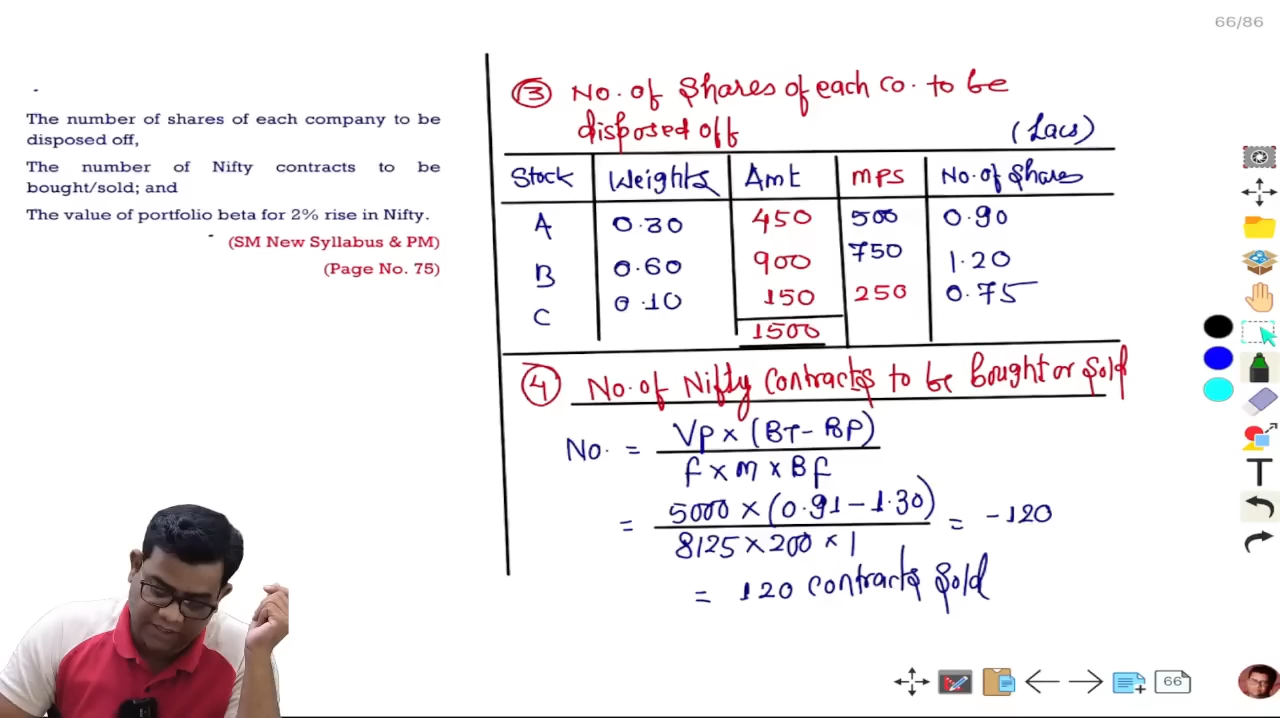 66/86
The number of shares of each company to be
disposed off,
The number of Nifty contracts to be
bought/sold; and
The value of portfolio beta for 2% rise in Nifty.
(SM New Syllabus & PM)
(Page No. 75)
③ No. of Shares of each co. to be
disposed off (Lacs)
Stock Weights Amt MPS No. of Shares
A 0.30 450 500 0.90
B 0.60 900 750 1.20
C 0.10 150 250 0.75
1500
④ No. of Nifty Contracts to be Bought or Sold
No. = VP × (BT - BP)
F × M × BF
= 5000 × (0.91 - 1.30) = -120
8125 × 200 × 1
= 120 contracts Sold
T
66